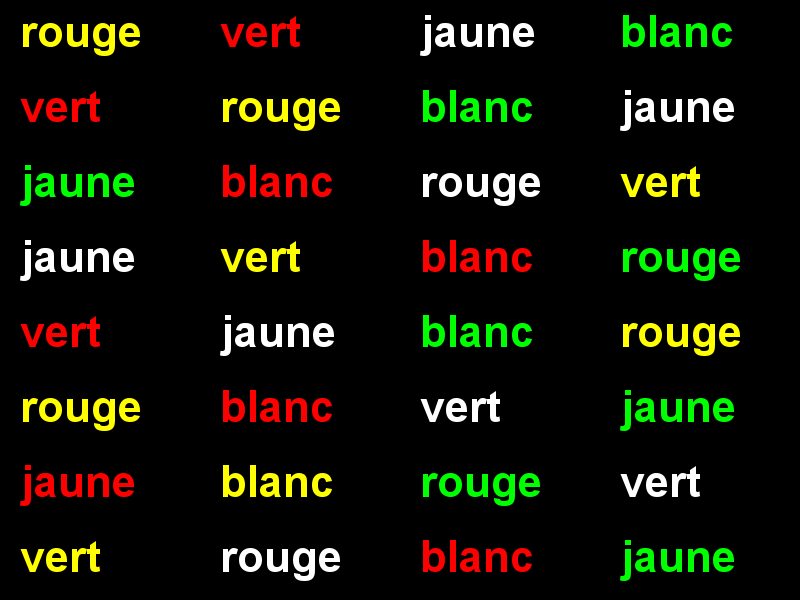 rouge vert jaune blanc
vert rouge blanc jaune
jaune blanc rouge vert
jaune vert blanc rouge
vert jaune blanc rouge
rouge blanc vert jaune
jaune blanc rouge vert
vert rouge blanc jaune